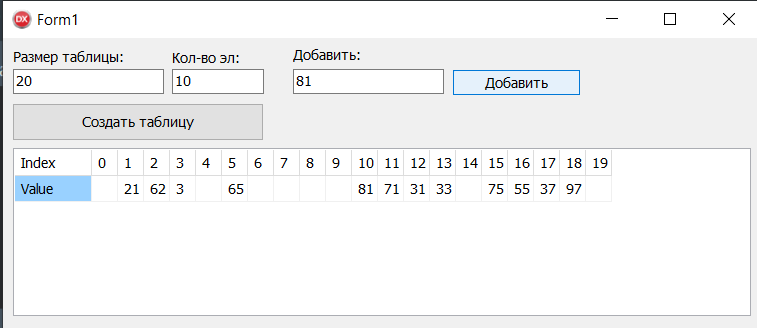 DX Form1
Размер таблицы: Кол-во эл: Добавить:
20 10 81 Добавить
Создать таблицу
Index 0 1 2 3 4 5 6 7 8 9 10 11 12 13 14 15 16 17 18 19
Value 21 62 3 65 81 71 31 33 75 55 37 97